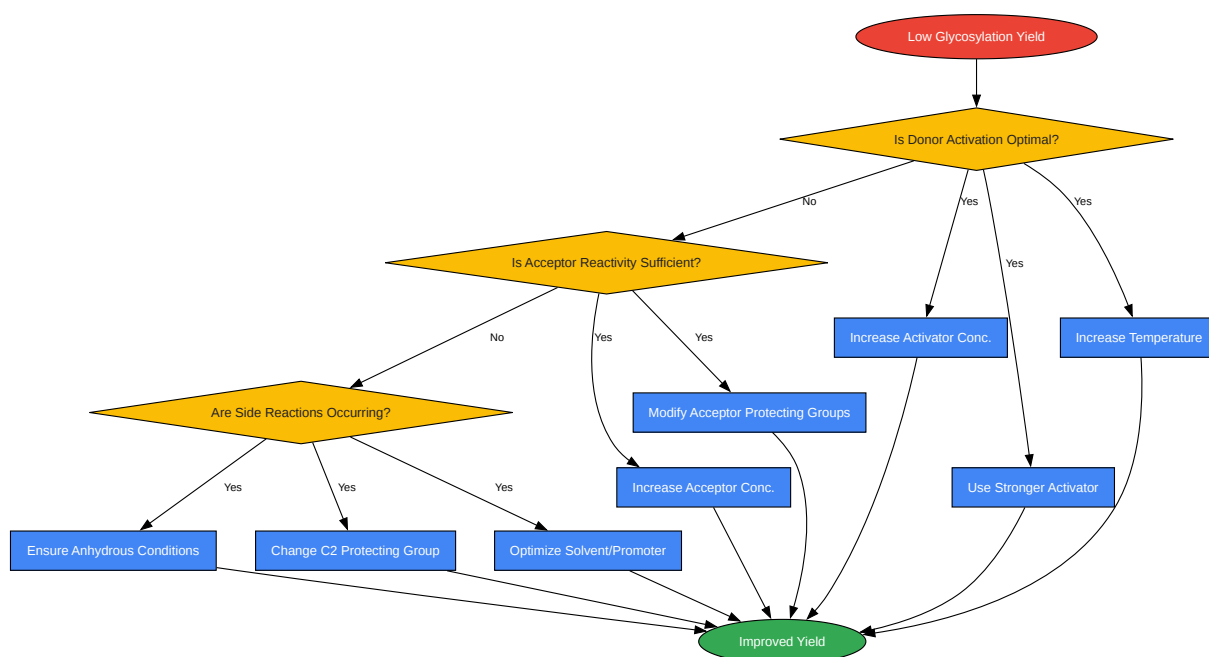 Low Glycosylation Yield
Is Donor Activation Optimal?
No
Yes
Yes
Yes
Is Acceptor Reactivity Sufficient?
Increase Activator Conc.
Increase Temperature
No
Yes
Yes
Are Side Reactions Occurring?
Modify Acceptor Protecting Groups
Increase Acceptor Conc.
Use Stronger Activator
Yes
Yes
Yes
Ensure Anhydrous Conditions
Change C2 Protecting Group
Optimize Solvent/Promoter
Improved Yield